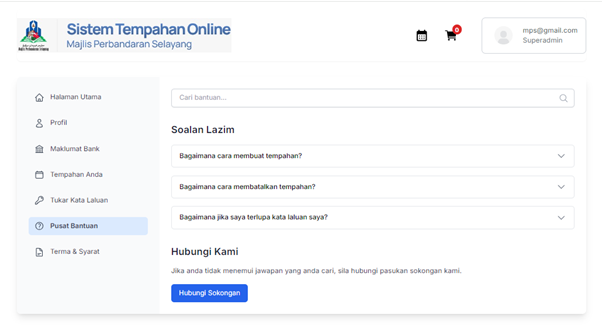 Sistem Tempahan Online
Majlis Perbandaran Selayang
0
mps@gmail.com
Superadmin
Halaman Utama
Profil
Maklumat Bank
Tempahan Anda
Tukar Kata Laluan
Pusat Bantuan
Terma & Syarat
Cari bantuan...
Soalan Lazim
Bagaimana cara membuat tempahan?
Bagaimana cara membatalkan tempahan?
Bagaimana jika saya terlupa kata laluan saya?
Hubungi Kami
Jika anda tidak menemui jawapan yang anda cari, sila hubungi pasukan sokongan kami.
Hubungi Sokongan